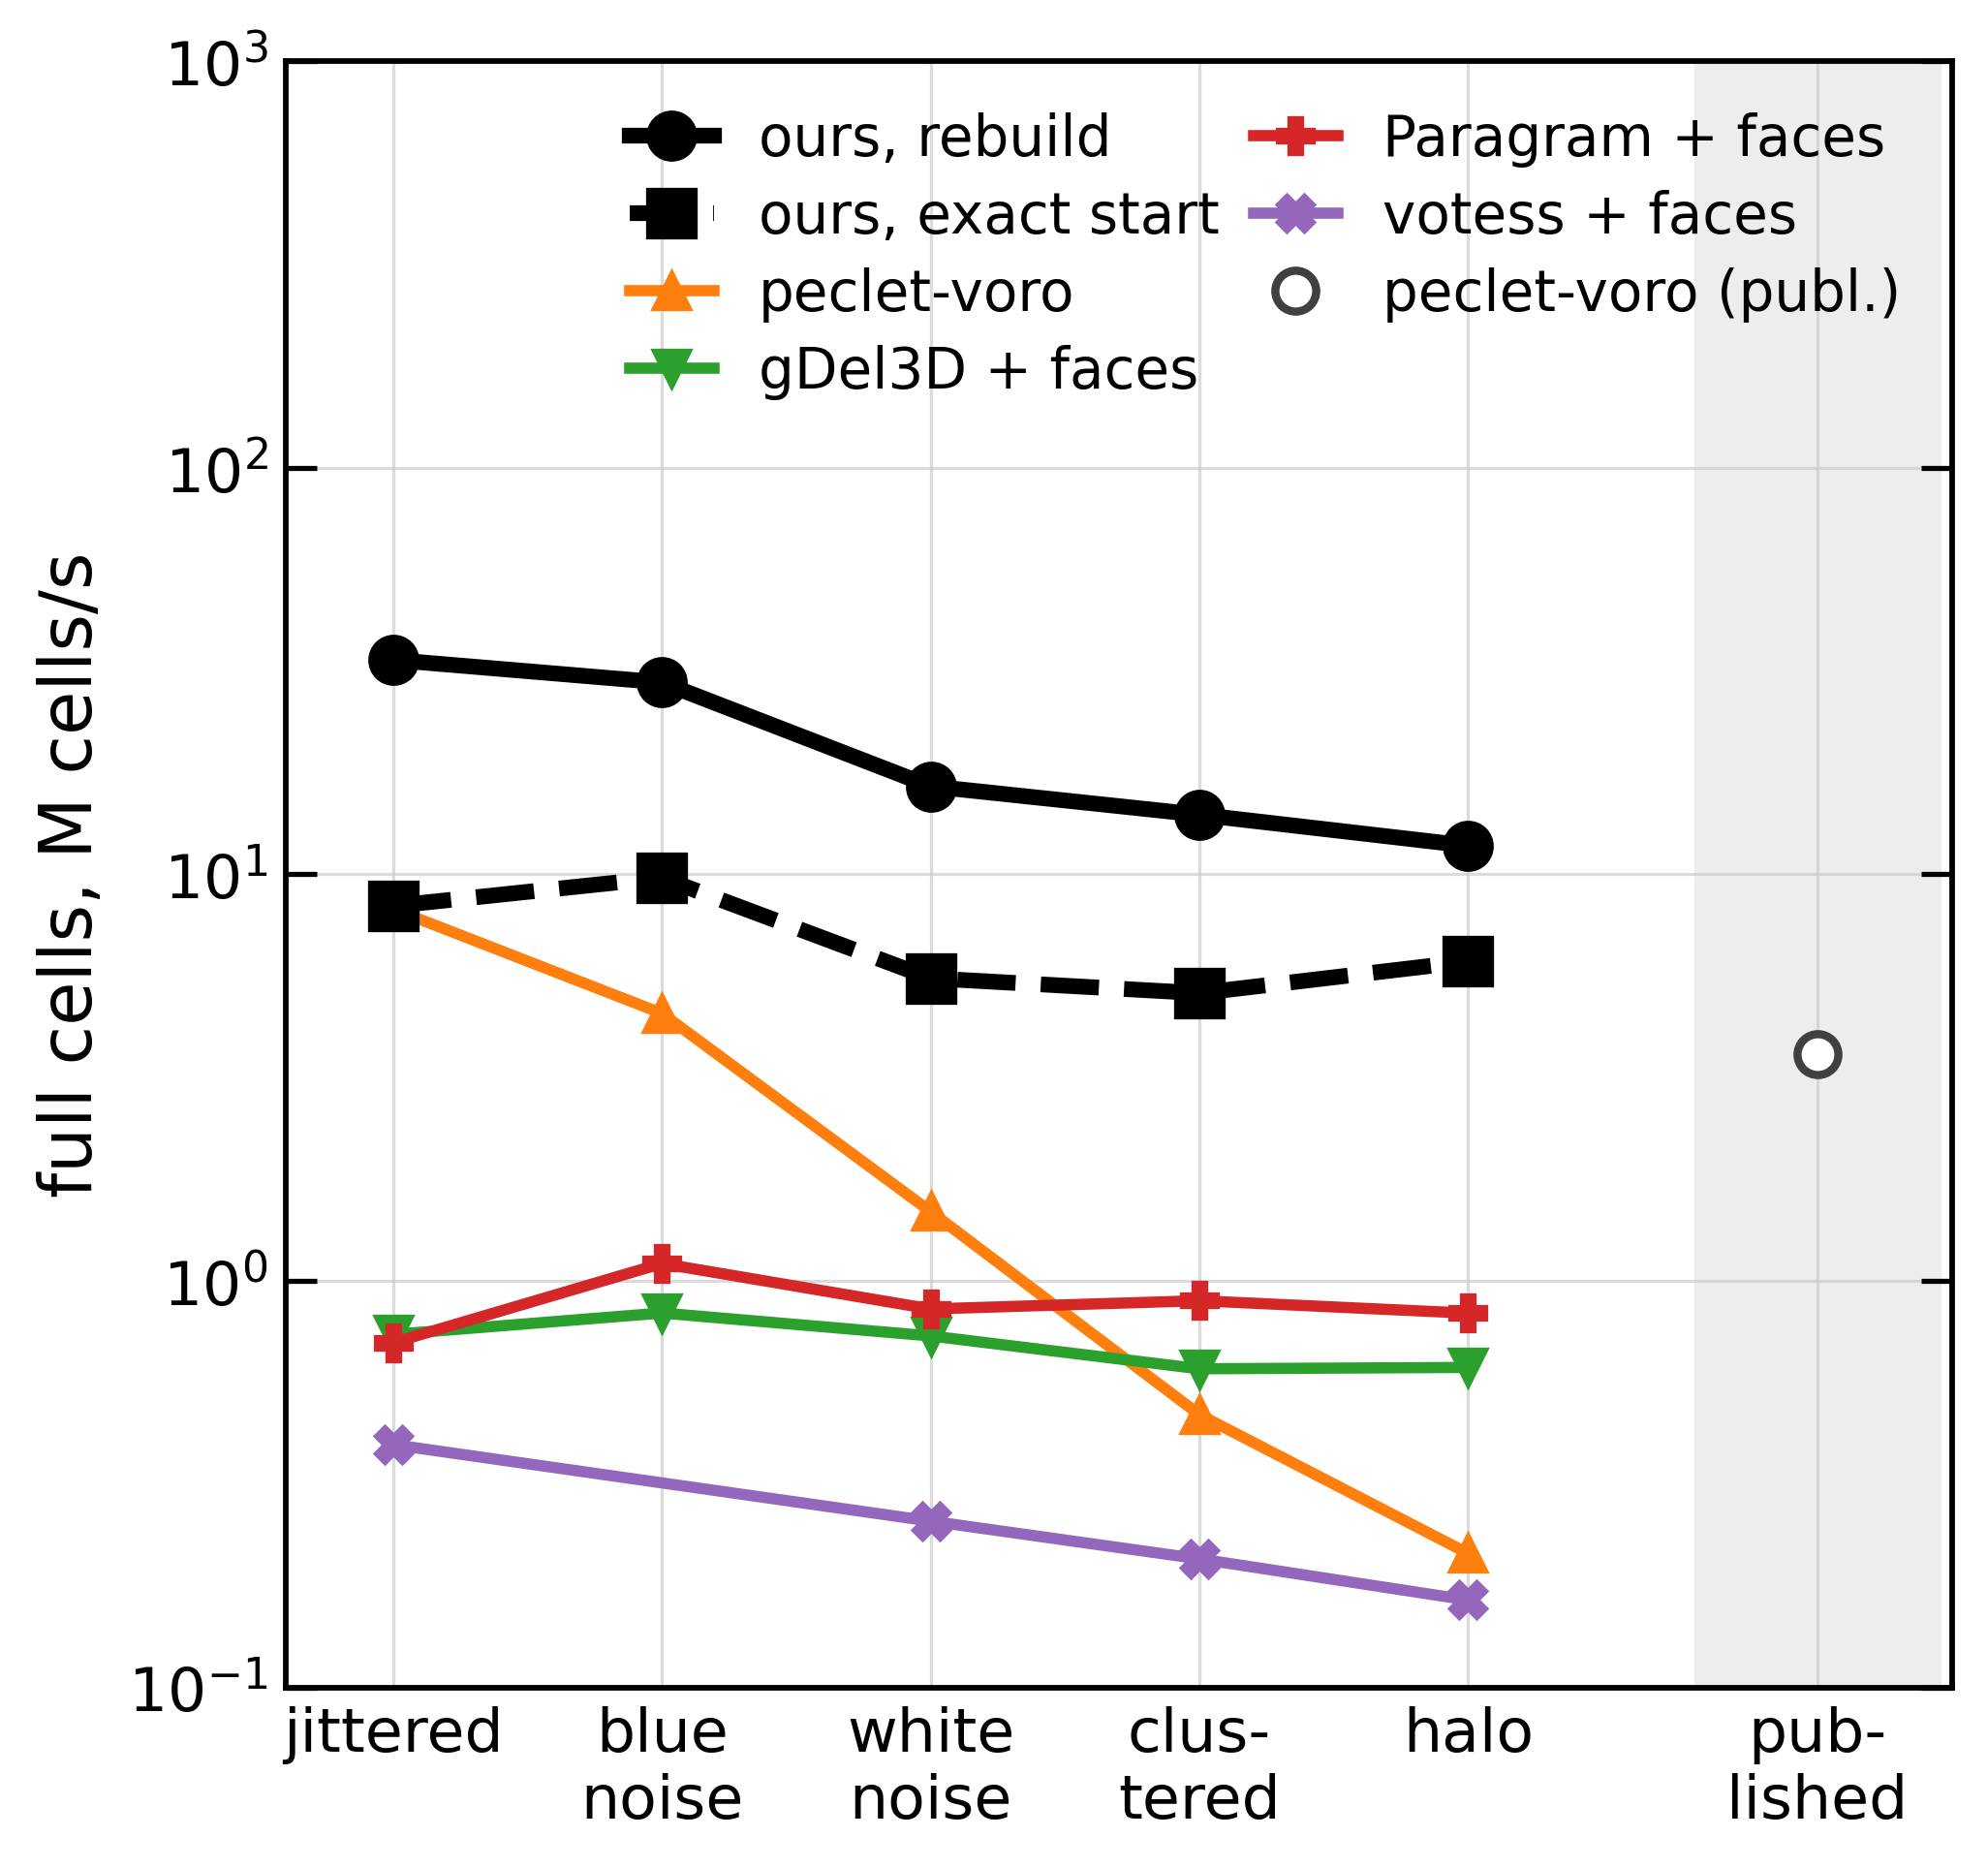 10³
10²
10¹
10⁰
10⁻¹
full cells, M cells/s
ours, rebuild
ours, exact start
peclet-voro
gDel3D + faces
Paragram + faces
votess + faces
peclet-voro (publ.)
jittered
blue
noise
white
noise
clus-
tered
halo
pub-
lished